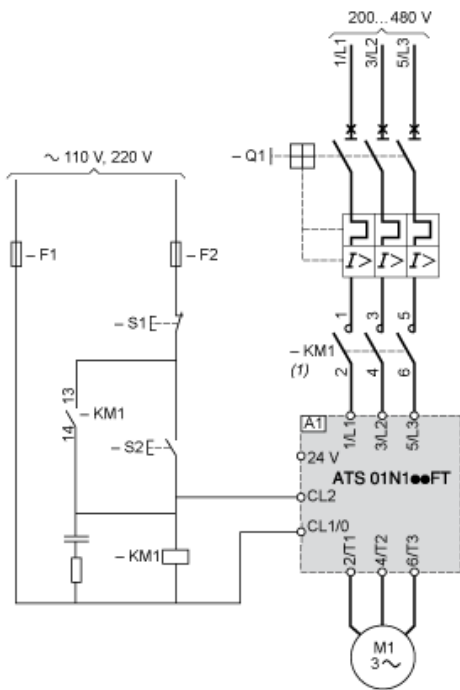 200... 480 V
1/L1 3/L2 5/L3
~ 110 V, 220 V
– Q1
– F1
– F2
I> I> I>
– S1
1 3 5
– KM1
(1)
2 4 6
13
– KM1
14
A1
1/L1 3/L2 5/L3
– S2
24 V
ATS 01N1●●FT
CL2
CL1/0
– KM1
2/T1 4/T2 6/T3
M1
3 ~